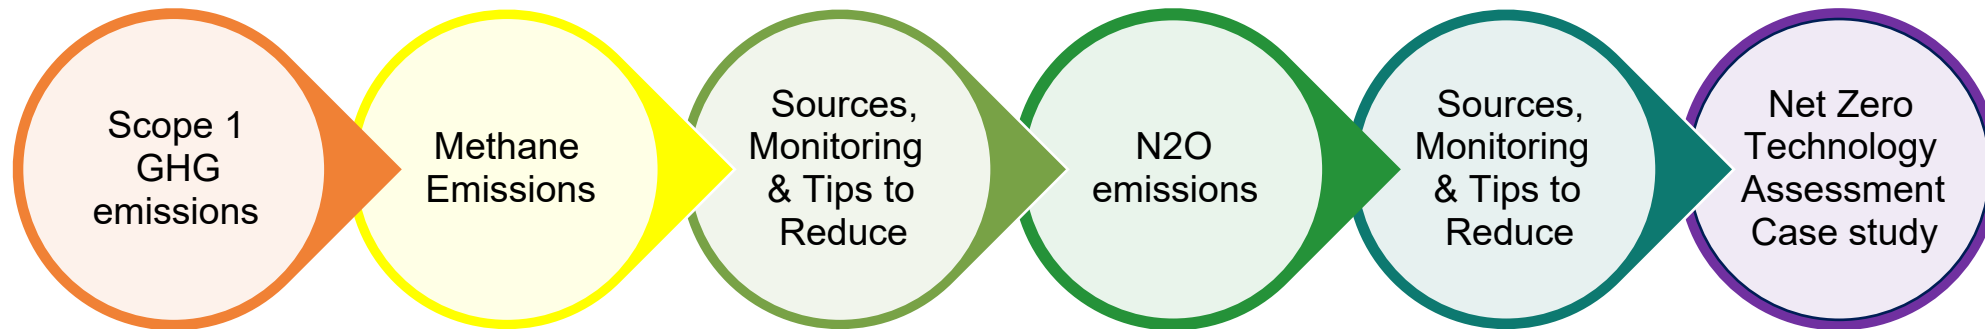 Scope 1
GHG
emissions
Methane
Emissions
Sources,
Monitoring
& Tips to
Reduce
N2O
emissions
Sources,
Monitoring
& Tips to
Reduce
Net Zero
Technology
Assessment
Case study